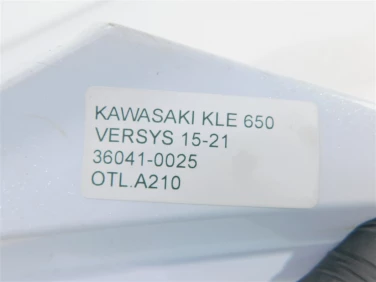 KAWASAKI KLE 650
VERSYS 15-21
36041-0025
OTL.A210